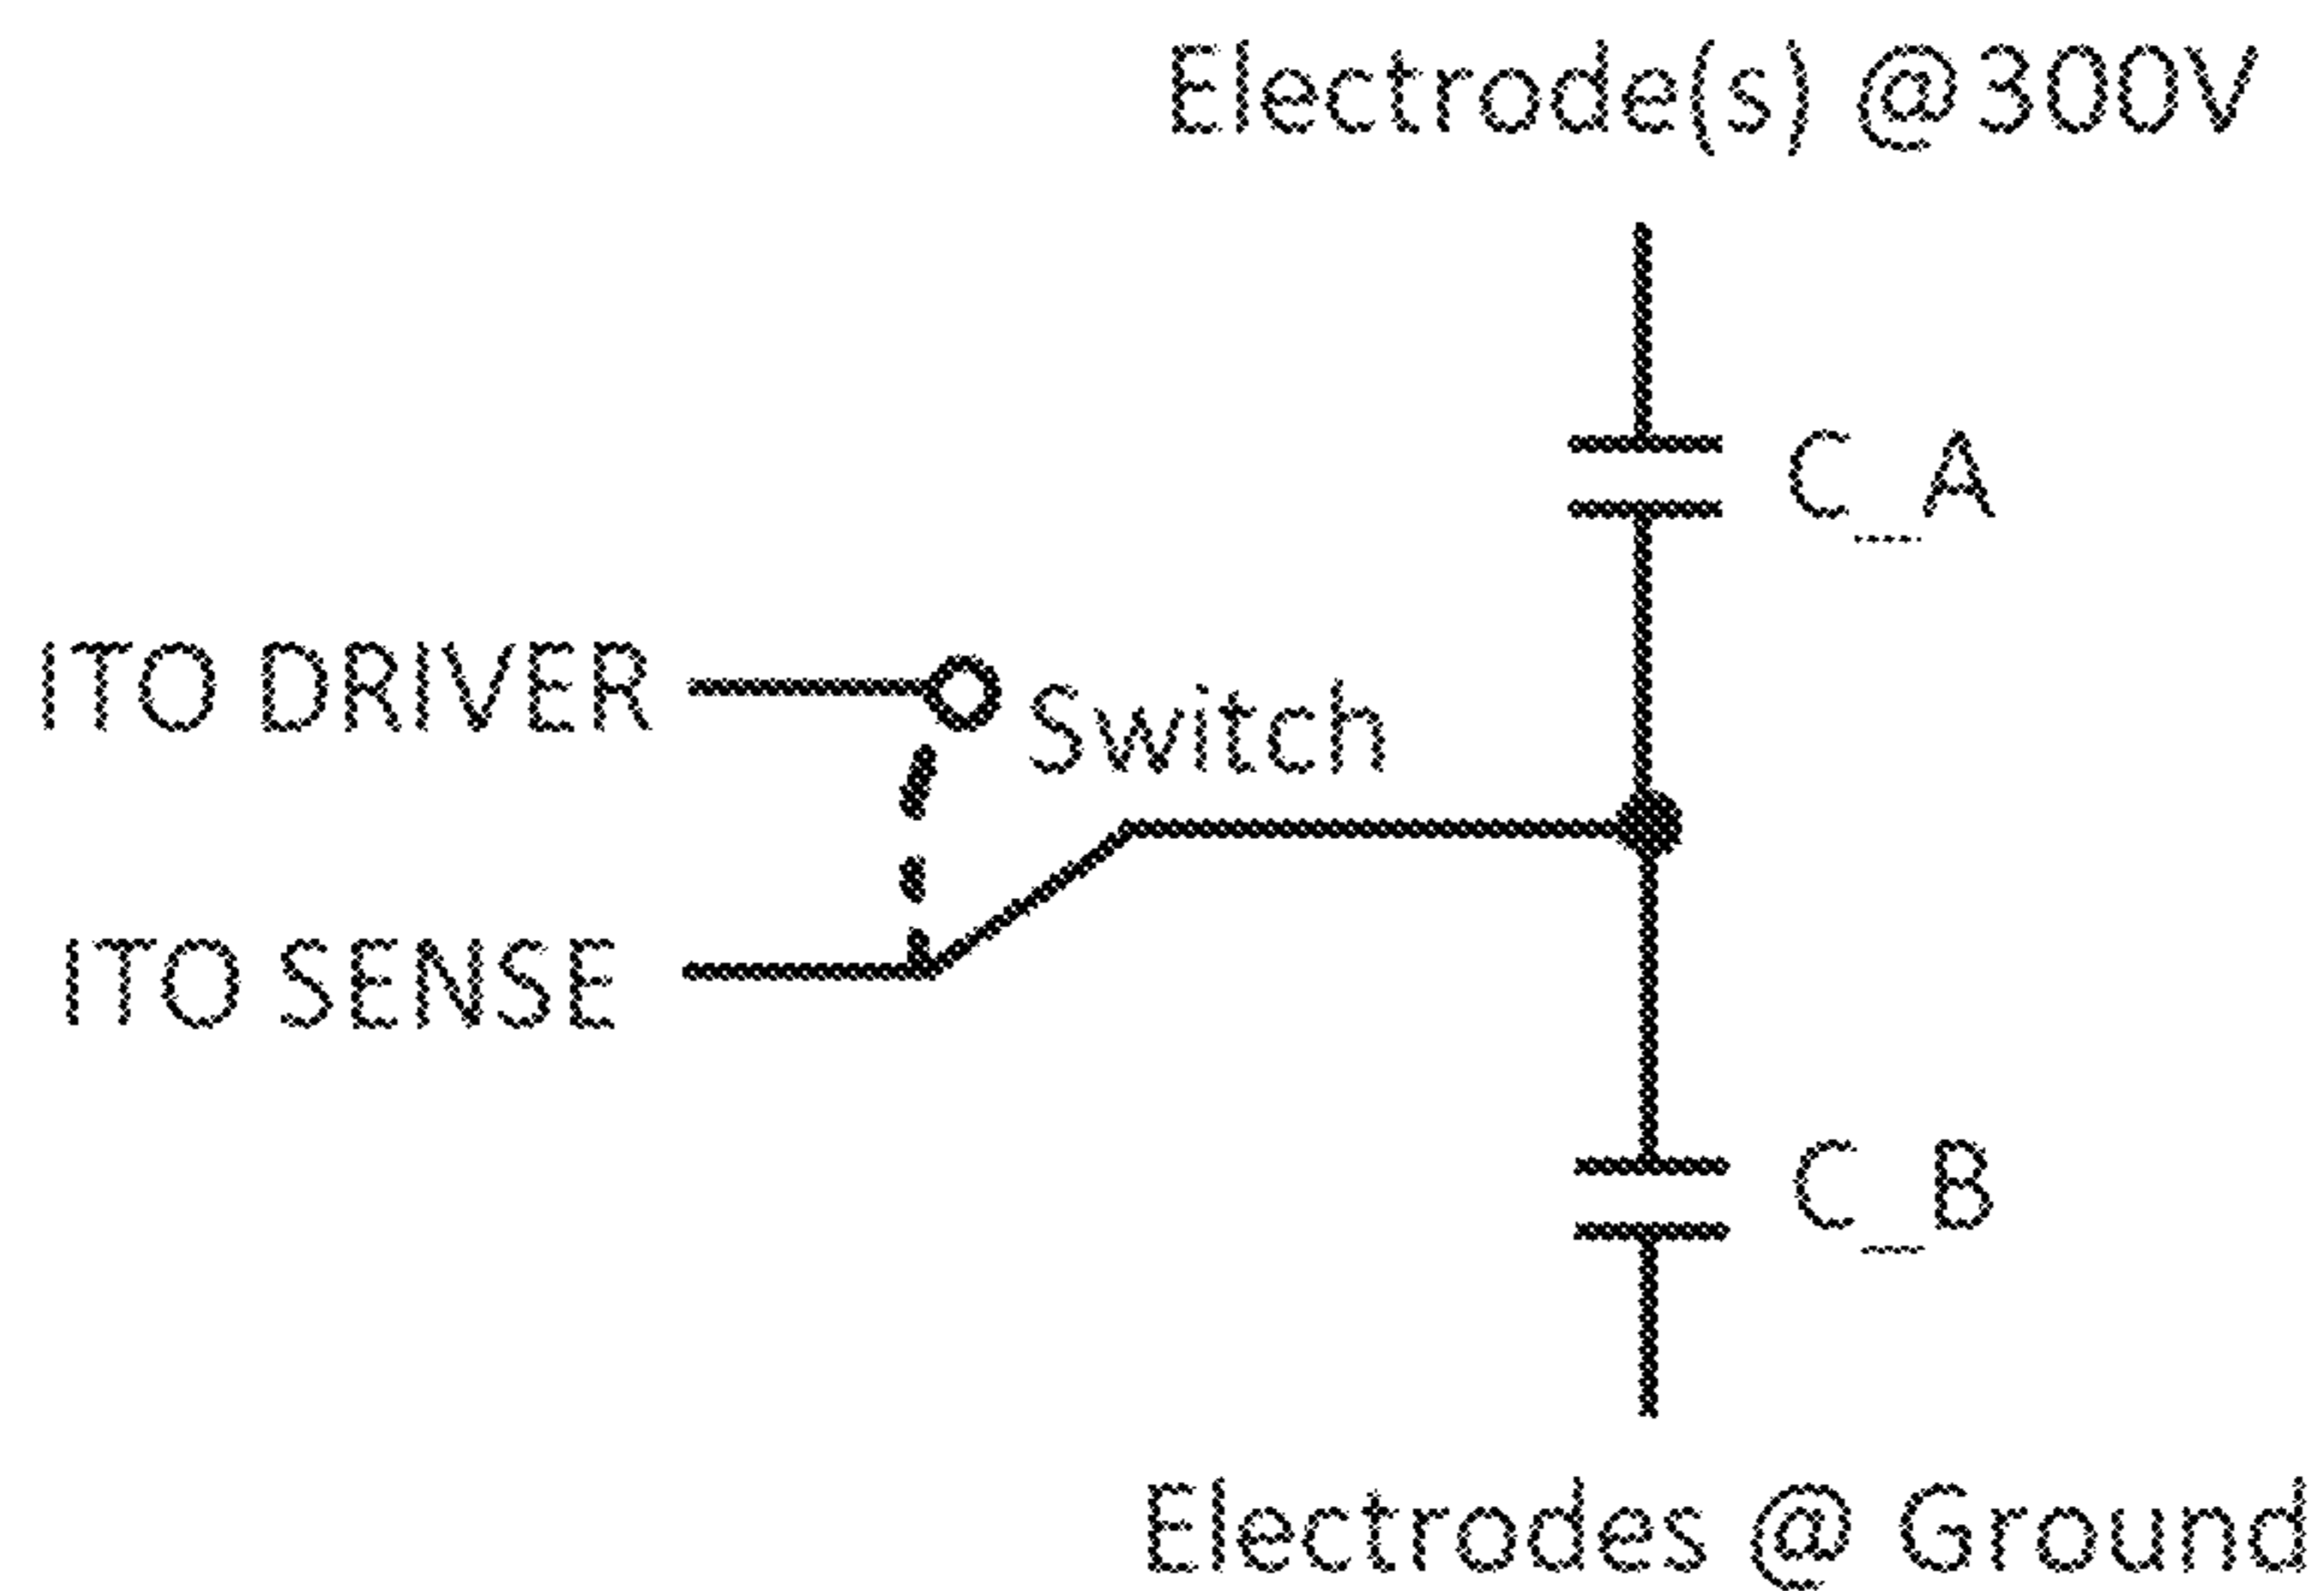 Electrode(s) @300V
C_A
ITO DRIVER
Switch
ITO SENSE
C_B
Electrodes @ Ground